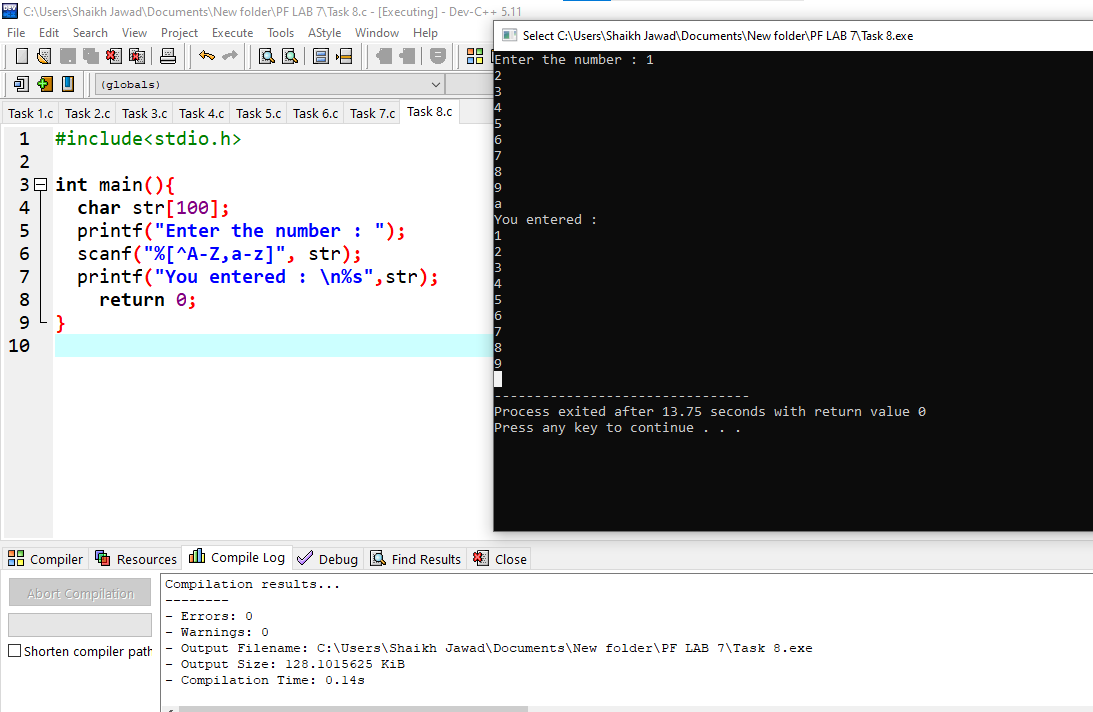 C:\Users\Shaikh Jawad\Documents\New folder\PF LAB 7\Task 8.c - [Executing] - Dev-C++ 5.11
File Edit Search View Project Execute Tools AStyle Window Help
(globals)
Task 1.c Task 2.c Task 3.c Task 4.c Task 5.c Task 6.c Task 7.c Task 8.c
1 #include<stdio.h>
2
3 int main(){
4 char str[100];
5 printf("Enter the number : ");
6 scanf("%[^A-Z,a-z]", str);
7 printf("You entered : \n%s",str);
8 return 0;
9 }
10
Select C:\Users\Shaikh Jawad\Documents\New folder\PF LAB 7\Task 8.exe
Enter the number : 1
2
3
4
5
6
7
8
9
a
You entered :
1
2
3
4
5
6
7
8
9
--------------------------------
Process exited after 13.75 seconds with return value 0
Press any key to continue . . .
Compiler Resources Compile Log Debug Find Results Close
Abort Compilation
Shorten compiler path
Compilation results...
--------
- Errors: 0
- Warnings: 0
- Output Filename: C:\Users\Shaikh Jawad\Documents\New folder\PF LAB 7\Task 8.exe
- Output Size: 128.1015625 KiB
- Compilation Time: 0.14s